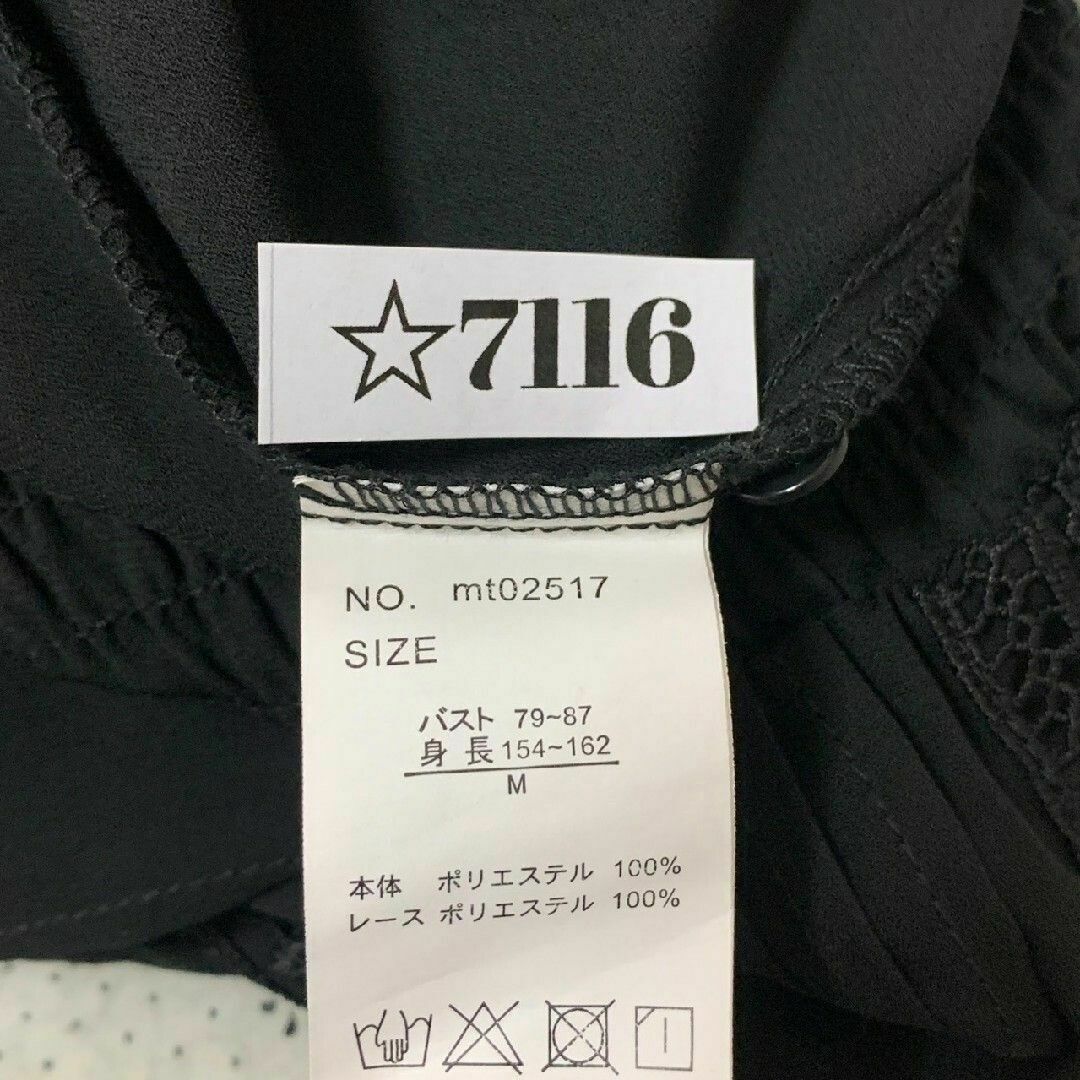 ☆7116
NO. mt02517
SIZE
バスト 79~87
身長 154~162
M
本体 ポリエステル 100%
レース ポリエステル 100%